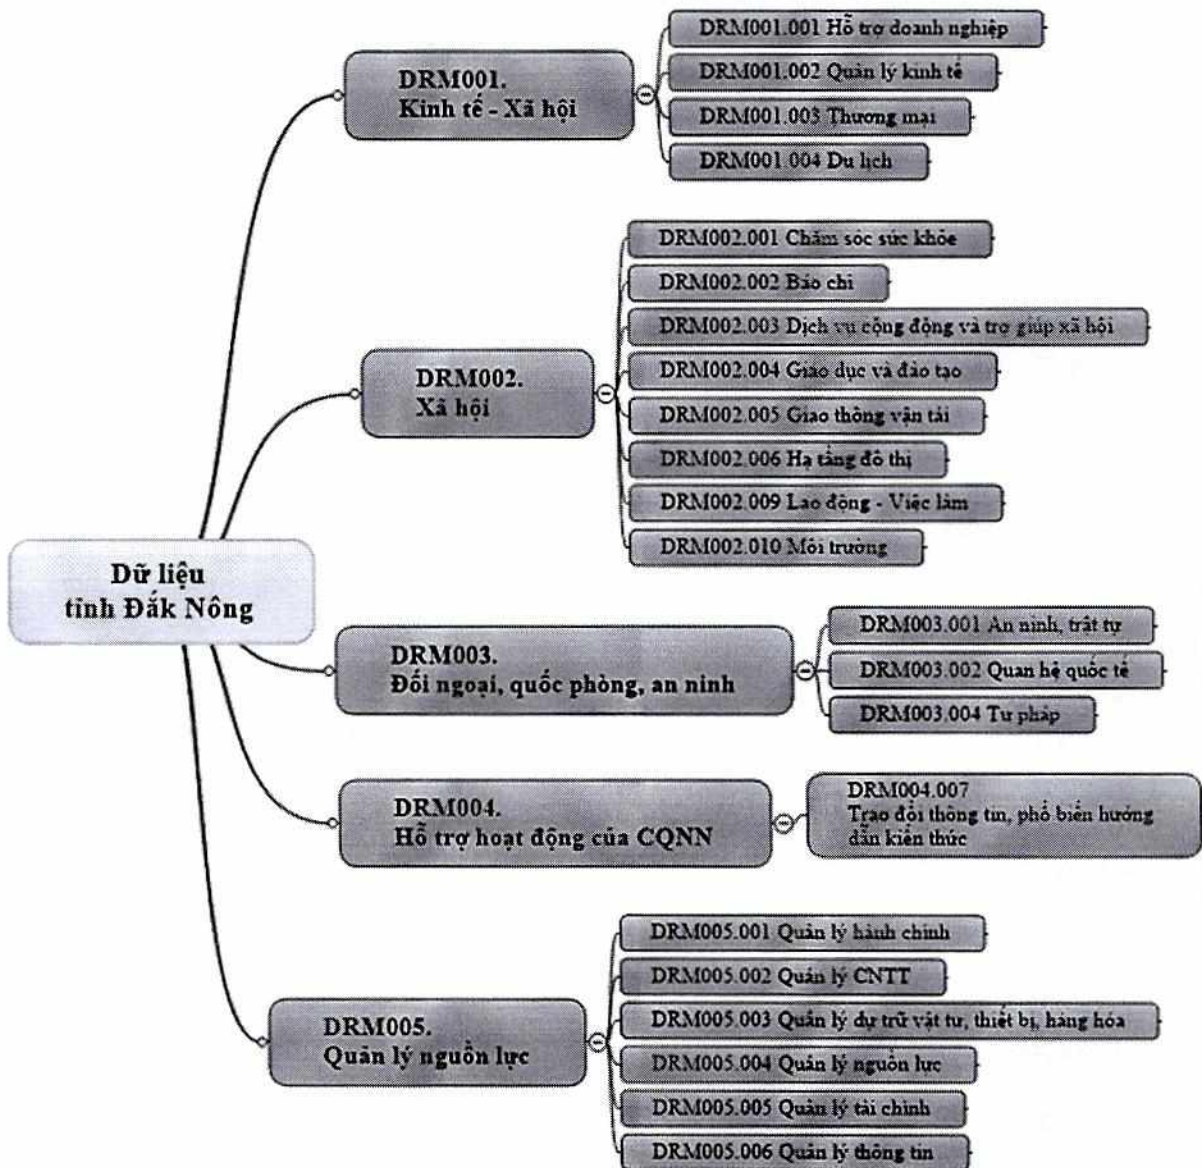 DRM001.
Kinh tế - Xã hội
DRM001.001 Hỗ trợ doanh nghiệp
DRM001.002 Quản lý kinh tế
DRM001.003 Thương mại
DRM001.004 Du lịch
DRM002.
Xã hội
DRM002.001 Chăm sóc sức khỏe
DRM002.002 Báo chí
DRM002.003 Dịch vụ cộng động và trợ giúp xã hội
DRM002.004 Giáo dục và đào tạo
DRM002.005 Giao thông vận tải
DRM002.006 Hạ tầng đô thị
DRM002.009 Lao động - Việc làm
DRM002.010 Môi trường
Dữ liệu
tỉnh Đắk Nông
DRM003.
Đối ngoại, quốc phòng, an ninh
DRM003.001 An ninh, trật tự
DRM003.002 Quan hệ quốc tế
DRM003.004 Tư pháp
DRM004.
Hỗ trợ hoạt động của CQNN
DRM004.007
Trao đổi thông tin, phổ biến hướng
dẫn kiến thức
DRM005.
Quản lý nguồn lực
DRM005.001 Quản lý hành chính
DRM005.002 Quản lý CNTT
DRM005.003 Quản lý dự trữ vật tư, thiết bị, hàng hóa
DRM005.004 Quản lý nguồn lực
DRM005.005 Quản lý tài chính
DRM005.006 Quản lý thông tin